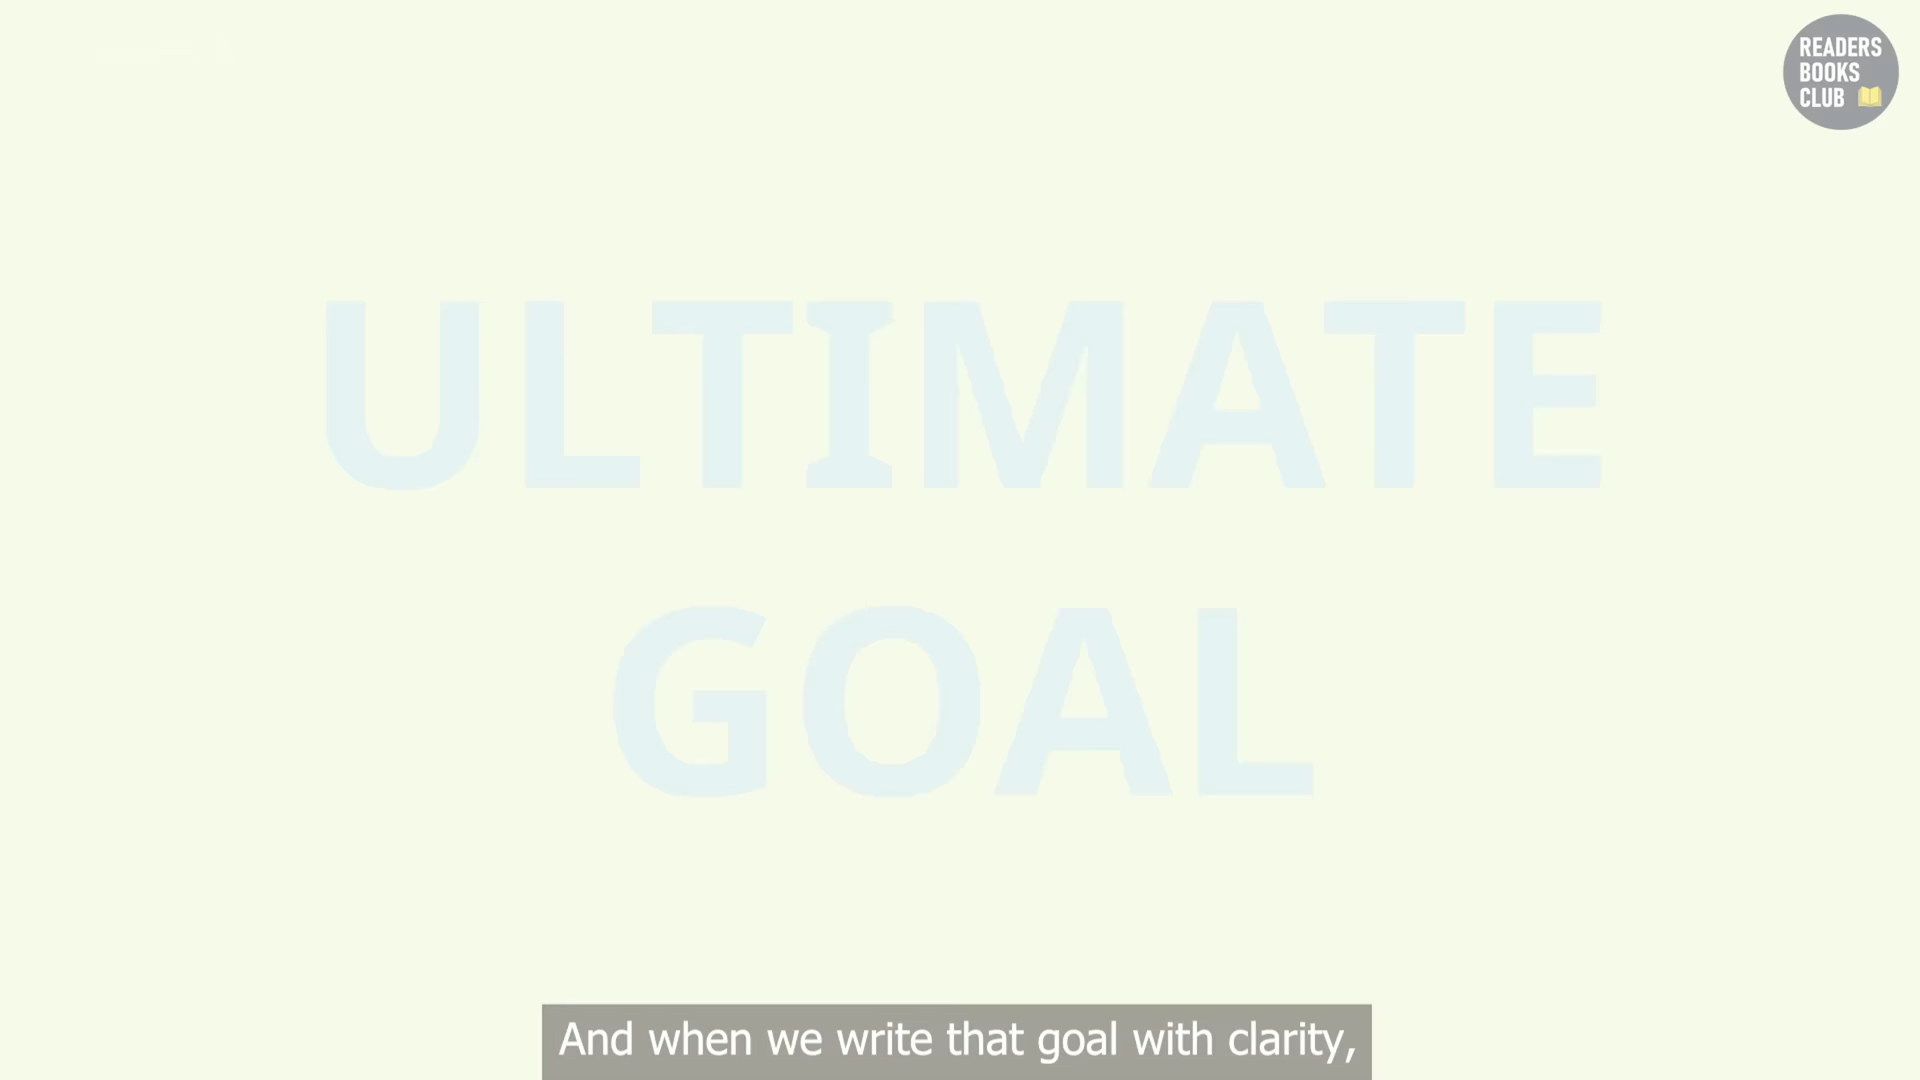 READERS
BOOKS
CLUB
ULTIMATE
GOAL
And when we write that goal with clarity,